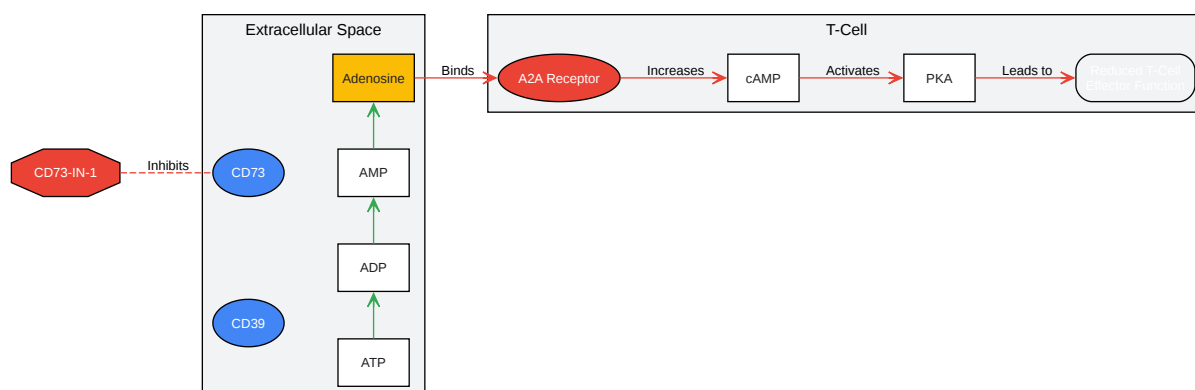 Extracellular Space
T-Cell
Adenosine
Binds
A2A Receptor
Increases
cAMP
Activates
PKA
Leads to
Reduced T-Cell
Effector Function
CD73-IN-1
Inhibits
CD73
AMP
ADP
CD39
ATP